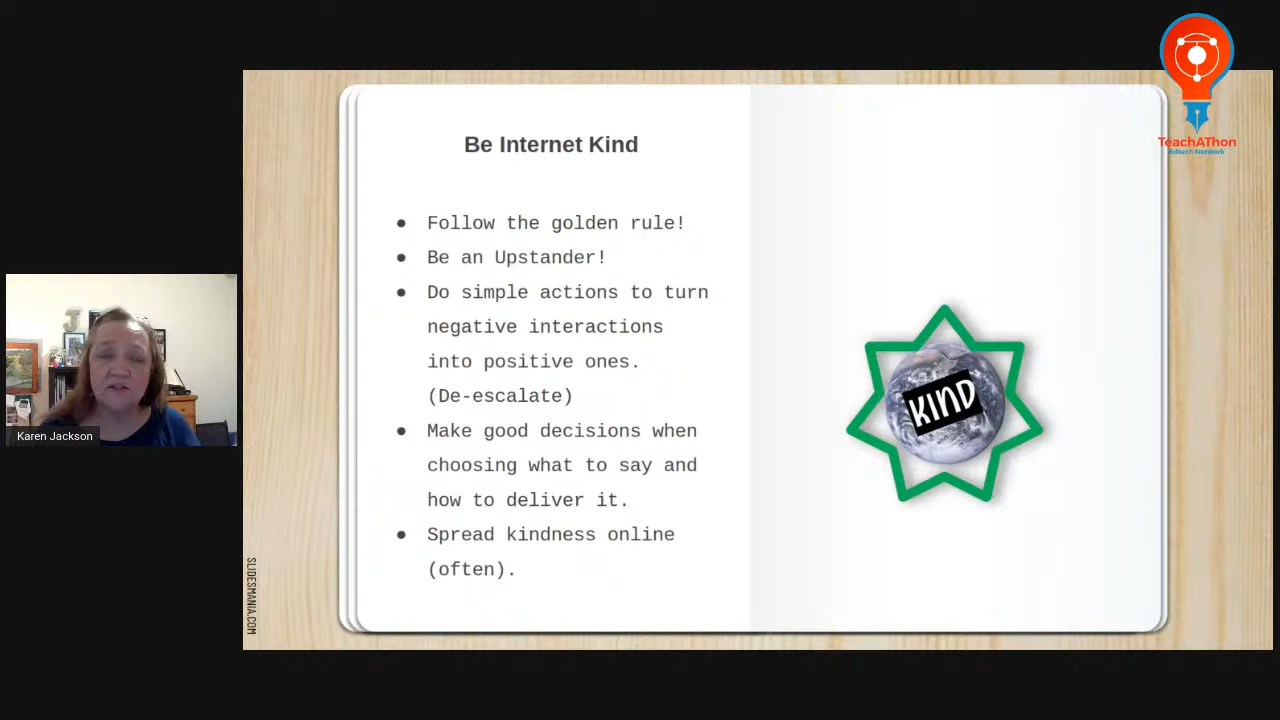 TeachAThon
Edtech Network
Be Internet Kind
● Follow the golden rule!
● Be an Upstander!
● Do simple actions to turn
negative interactions
into positive ones.
(De-escalate)
● Make good decisions when
choosing what to say and
how to deliver it.
● Spread kindness online
(often).
KIND
J
Karen Jackson
SLIDESMANIA.COM